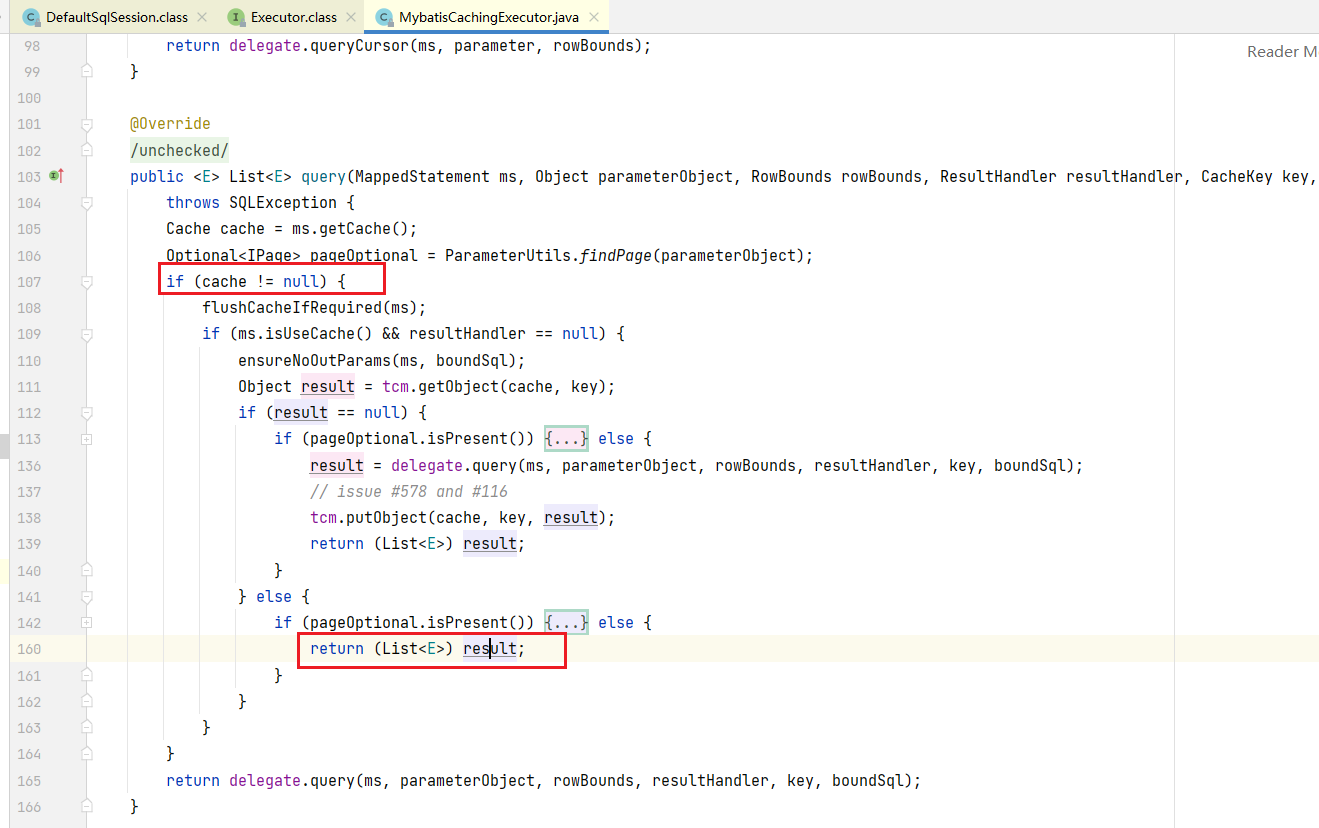 DefaultSqlSession.class
Executor.class
MybatisCachingExecutor.java
Reader M
98 return delegate.queryCursor(ms, parameter, rowBounds);
99 }
100
101 @Override
102 /unchecked/
103 public <E> List<E> query(MappedStatement ms, Object parameterObject, RowBounds rowBounds, ResultHandler resultHandler, CacheKey key,
104 throws SQLException {
105 Cache cache = ms.getCache();
106 Optional<IPage> pageOptional = ParameterUtils.findPage(parameterObject);
107 if (cache != null) {
108 flushCacheIfRequired(ms);
109 if (ms.isUseCache() && resultHandler == null) {
110 ensureNoOutParams(ms, boundSql);
111 Object result = tcm.getObject(cache, key);
112 if (result == null) {
113 if (pageOptional.isPresent()) {...} else {
136 result = delegate.query(ms, parameterObject, rowBounds, resultHandler, key, boundSql);
137 // issue #578 and #116
138 tcm.putObject(cache, key, result);
139 return (List<E>) result;
140 }
141 } else {
142 if (pageOptional.isPresent()) {...} else {
160 return (List<E>) result;
161 }
162 }
163 }
164 }
165 return delegate.query(ms, parameterObject, rowBounds, resultHandler, key, boundSql);
166 }